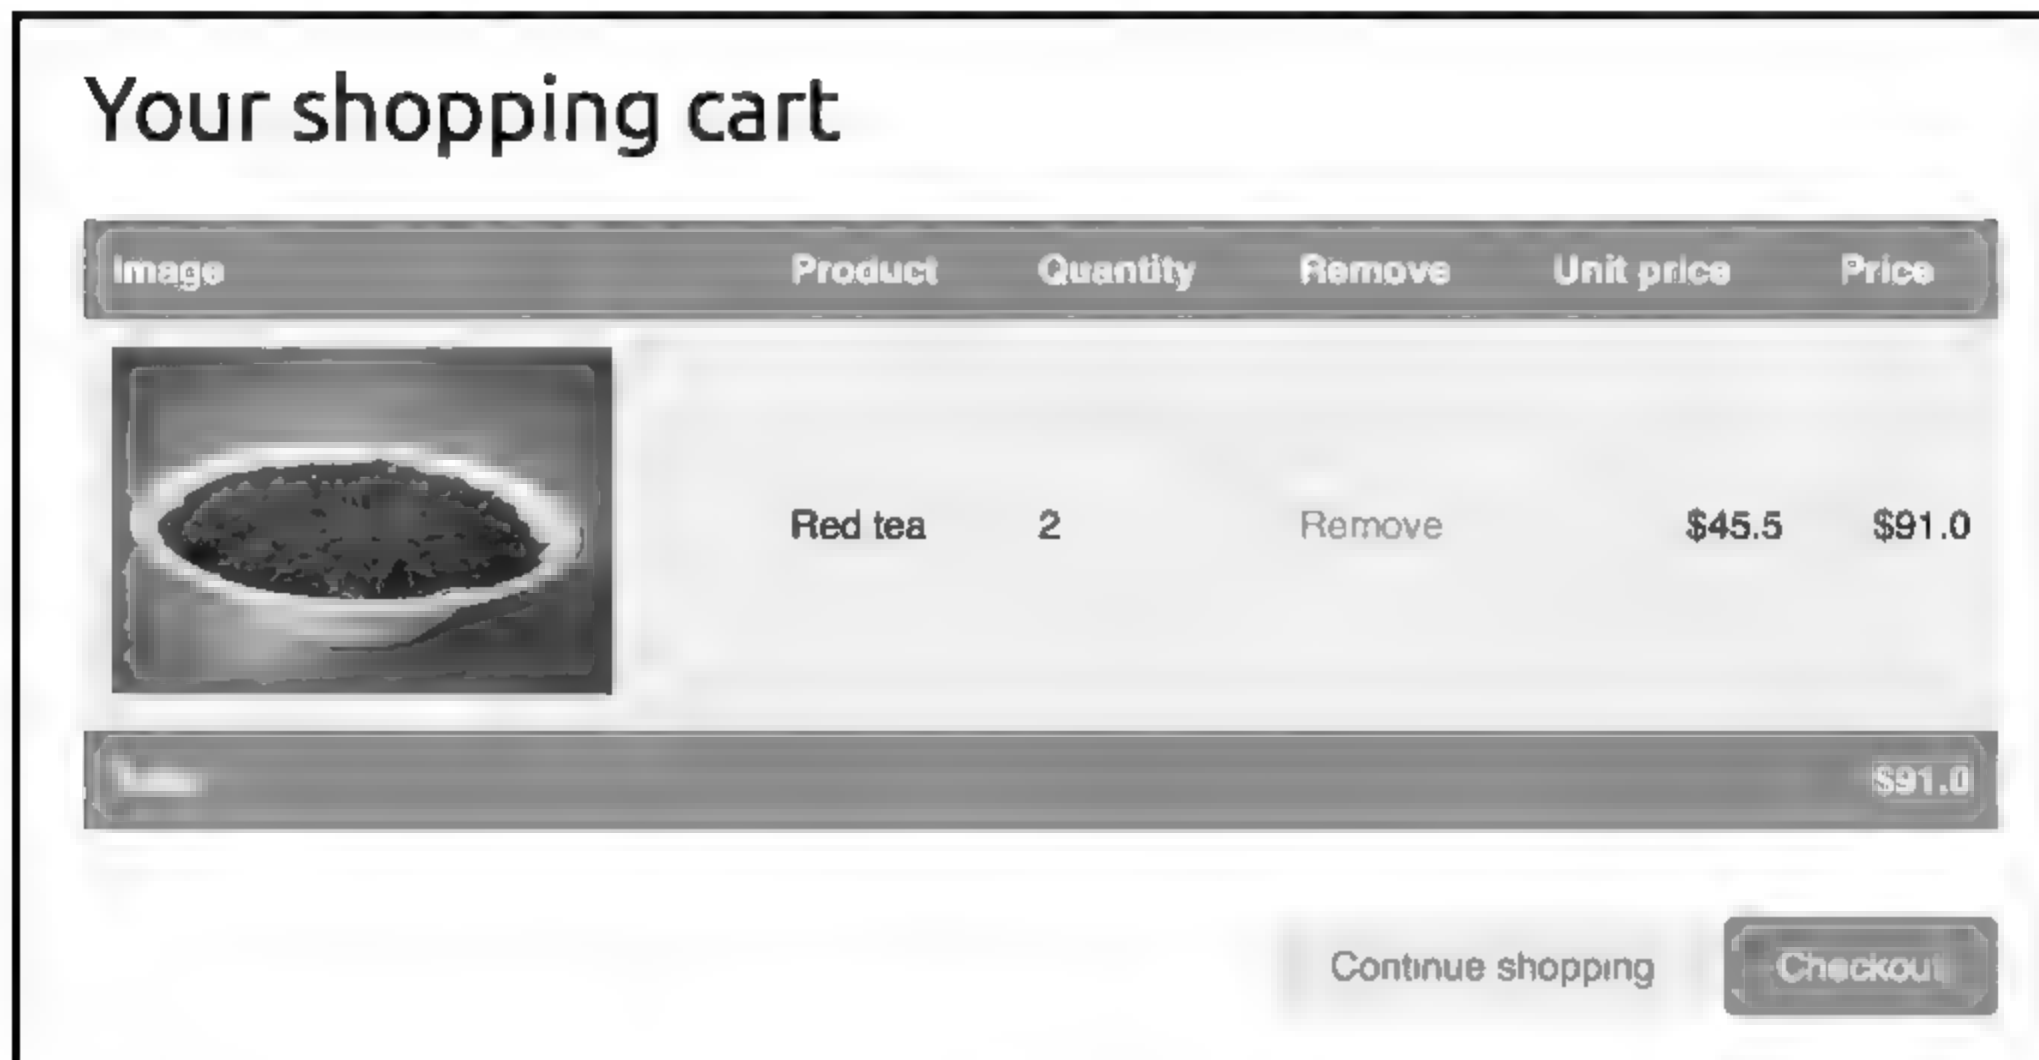 Your shopping cart
Image Product Quantity Remove Unit price Price
Red tea 2 Remove $45.5 $91.0
$91.0
Continue shopping Checkout